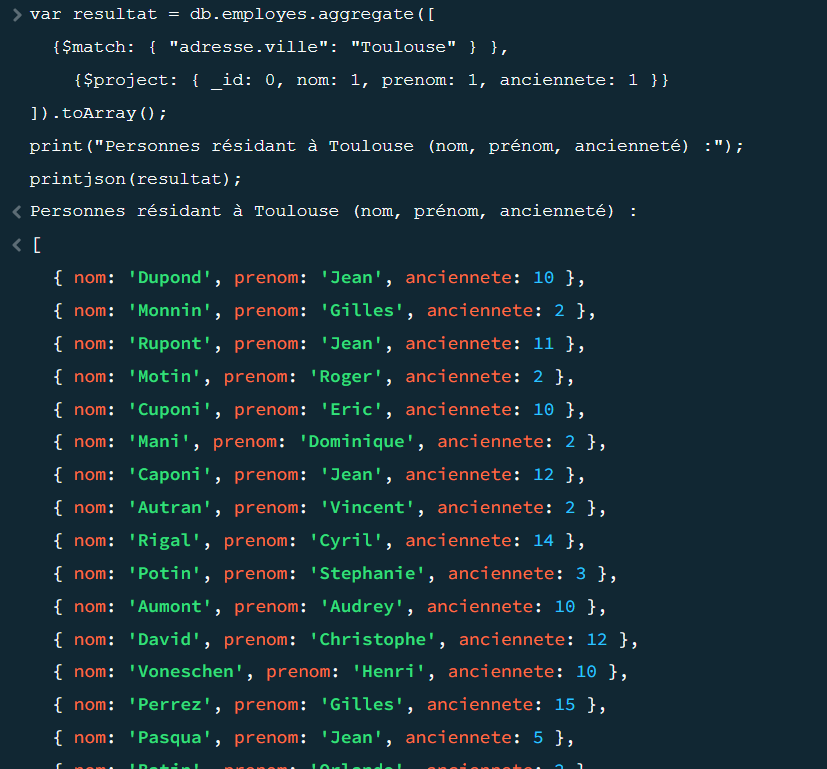 var resultat = db.employes.aggregate([
{$match: { "adresse.ville": "Toulouse" } },
{$project: { _id: 0, nom: 1, prenom: 1, anciennete: 1 }}
]).toArray();
print("Personnes résidant à Toulouse (nom, prénom, ancienneté) :");
printjson(resultat);
Personnes résidant à Toulouse (nom, prénom, ancienneté) :
[
{ nom: 'Dupond', prenom: 'Jean', anciennete: 10 },
{ nom: 'Monnin', prenom: 'Gilles', anciennete: 2 },
{ nom: 'Rupont', prenom: 'Jean', anciennete: 11 },
{ nom: 'Motin', prenom: 'Roger', anciennete: 2 },
{ nom: 'Cuponi', prenom: 'Eric', anciennete: 10 },
{ nom: 'Mani', prenom: 'Dominique', anciennete: 2 },
{ nom: 'Caponi', prenom: 'Jean', anciennete: 12 },
{ nom: 'Autran', prenom: 'Vincent', anciennete: 2 },
{ nom: 'Rigal', prenom: 'Cyril', anciennete: 14 },
{ nom: 'Potin', prenom: 'Stephanie', anciennete: 3 },
{ nom: 'Aumont', prenom: 'Audrey', anciennete: 10 },
{ nom: 'David', prenom: 'Christophe', anciennete: 12 },
{ nom: 'Voneschen', prenom: 'Henri', anciennete: 10 },
{ nom: 'Perrez', prenom: 'Gilles', anciennete: 15 },
{ nom: 'Pasqua', prenom: 'Jean', anciennete: 5 },
{ nom: prenom: anciennete: